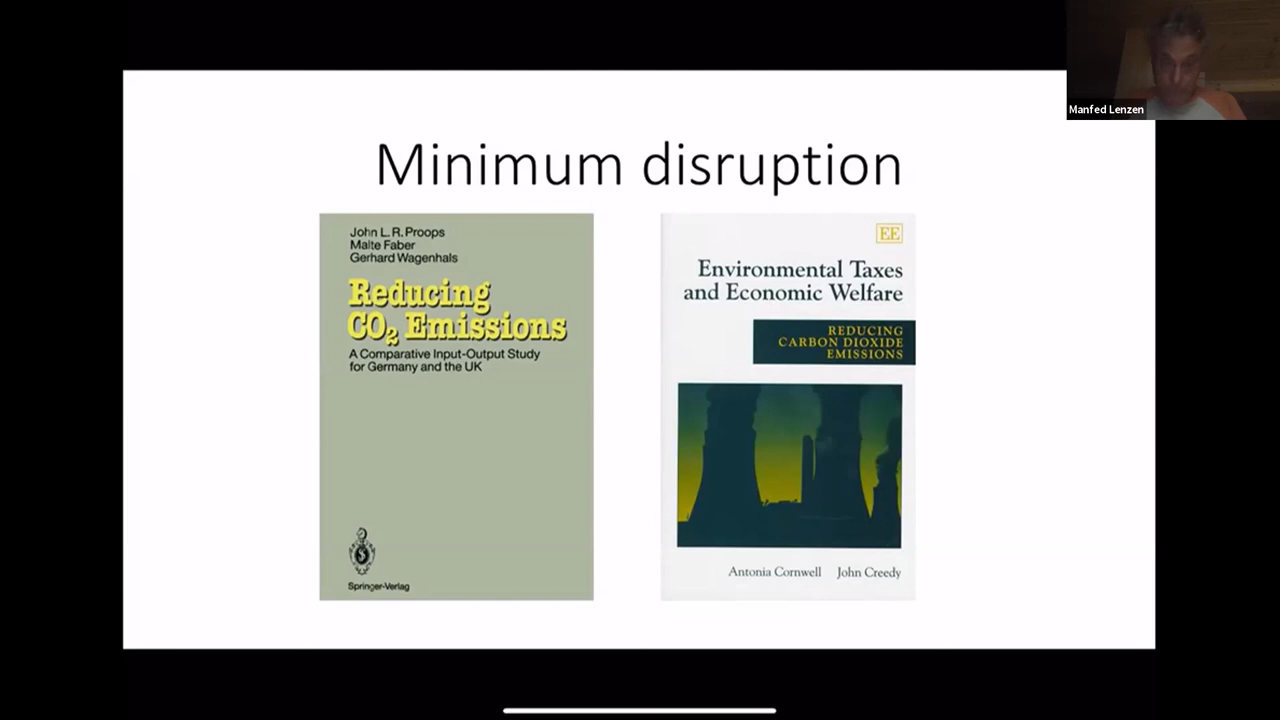 Manfed Lenzen
Minimum disruption
John L. R. Proops
Malte Faber
Gerhard Wagenhals
Reducing
CO₂ Emissions
A Comparative Input-Output Study
for Germany and the UK
Springer-Verlag
EE
Environmental Taxes
and Economic Welfare
REDUCING
CARBON DIOXIDE
EMISSIONS
Antonia Cornwell John Creedy